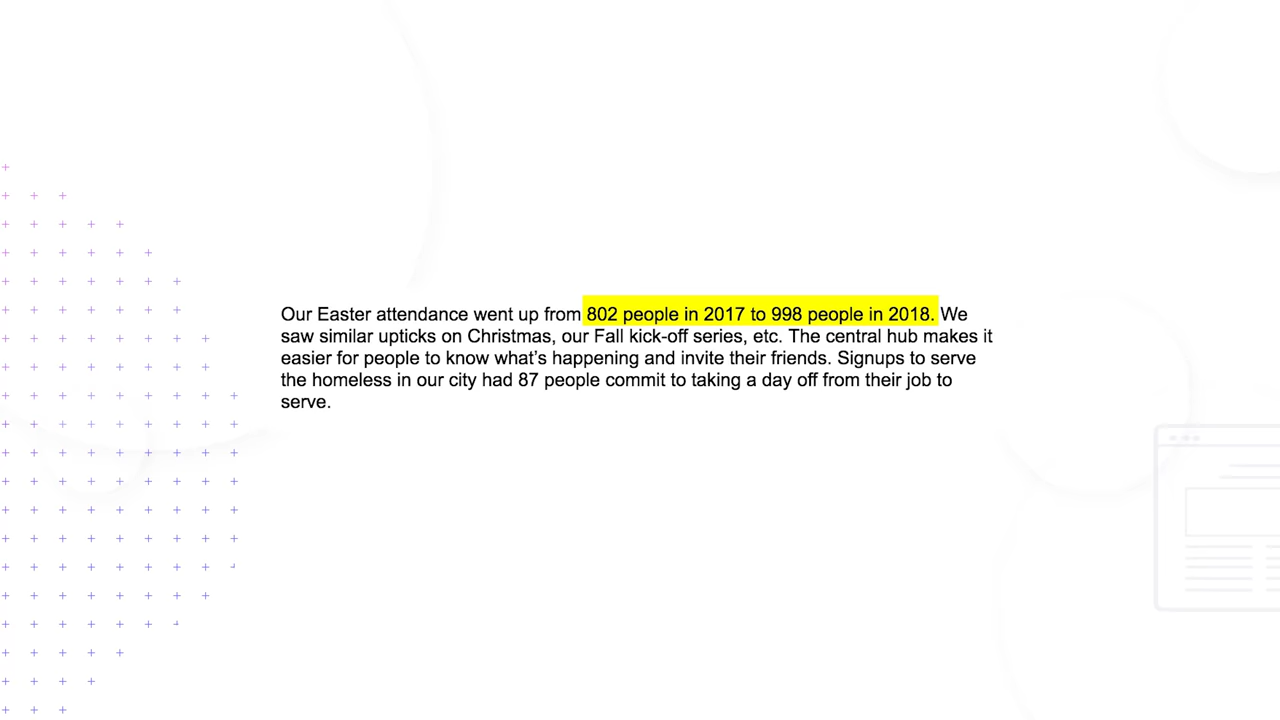 Our Easter attendance went up from 802 people in 2017 to 998 people in 2018. We
saw similar upticks on Christmas, our Fall kick-off series, etc. The central hub makes it
easier for people to know what’s happening and invite their friends. Signups to serve
the homeless in our city had 87 people commit to taking a day off from their job to
serve.